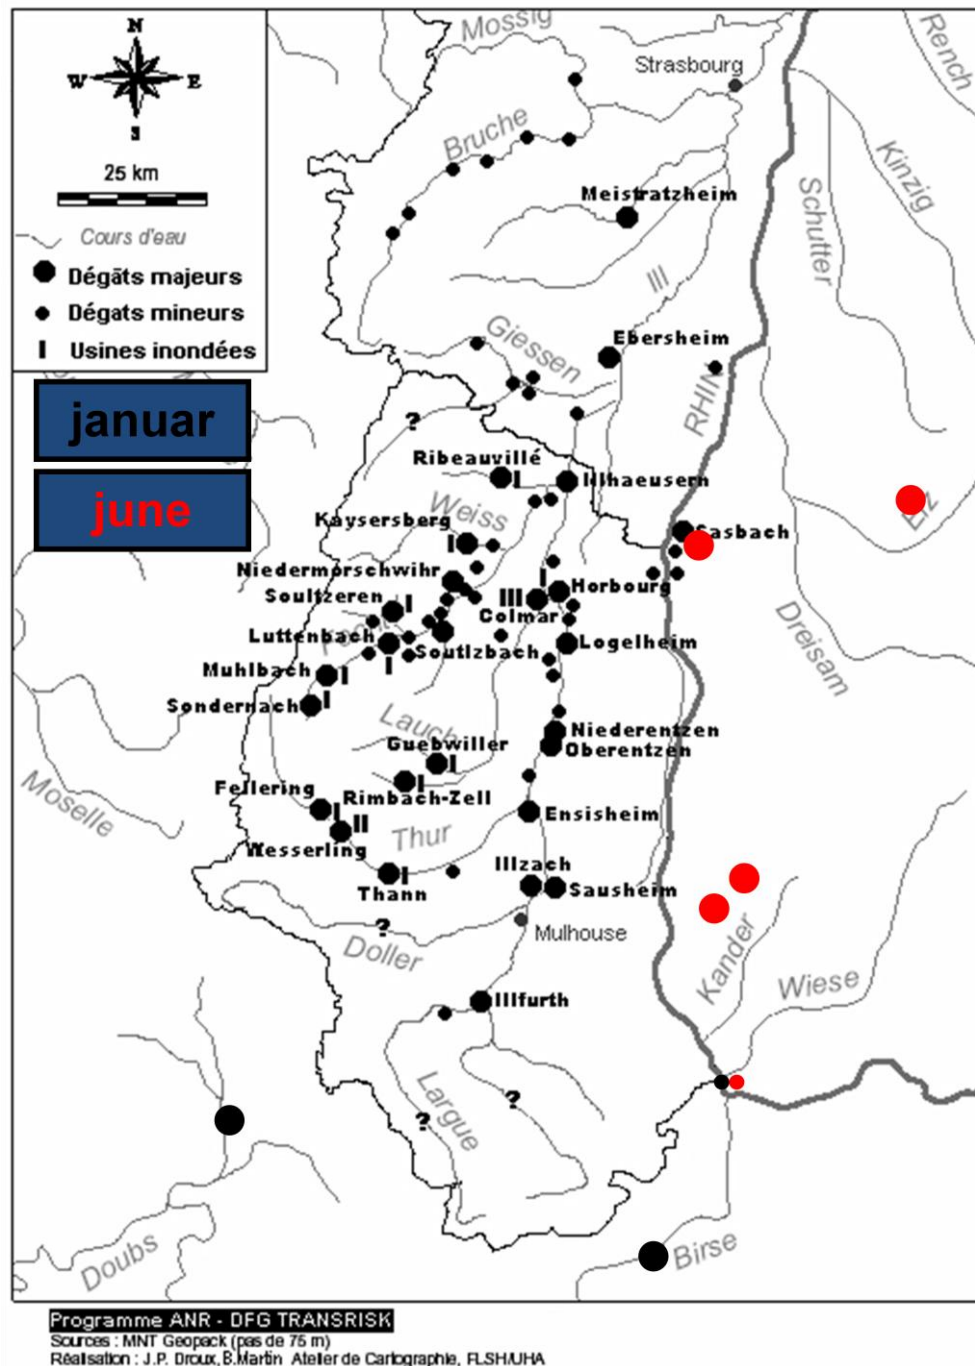 N
W E
S
25 km
Cours d'eau
Dégâts majeurs
Dégats mineurs
Usines inondées
januar
june
Mossig
Strasbourg
Rench
Bruche
Kinzig
Meistratzheim
Schutter
Ill
Ebersheim
Giessen
RHIN
?
Ribeauvillé
Illhaeusern
Weiss
Elz
Kaysersberg
Sasbach
Niedermorschwihr
Horbourg
Soultzeren
Colmar
Luttenbach
Soutlzbach
Logelheim
Dreisam
Muhlbach
Sondernach
Lauch
Niederentzen
Guebwiller
Oberentzen
Moselle
Fellering
Rimbach-Zell
Ensisheim
Thur
Wesserling
Illzach
Thann
Sausheim
?
Mulhouse
Doller
Kander
Wiese
Illfurth
Largue
?
?
Doubs
Birse
Programme ANR - DFG TRANSRISK
Sources : MNT Geopack (pas de 75 m)
Réalisation : J.P. Droux, B.Martin Atelier de Cartographie, FLSH/UHA